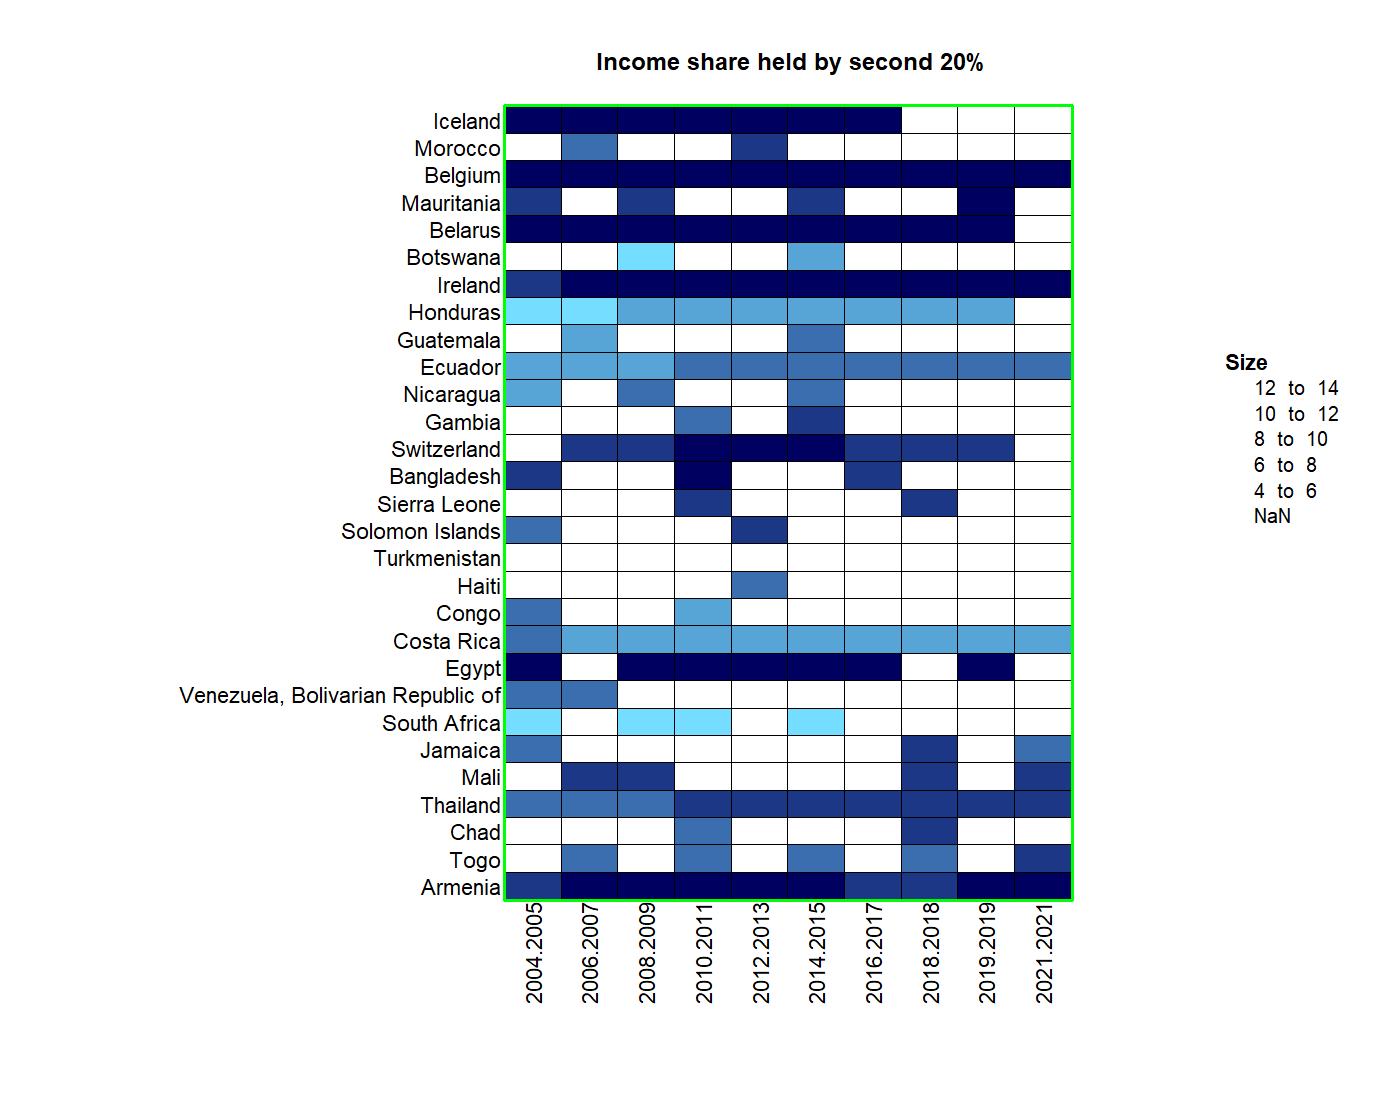 Income share held by second 20%
Iceland
Morocco
Belgium
Mauritania
Belarus
Botswana
Ireland
Honduras
Guatemala
Ecuador
Nicaragua
Gambia
Switzerland
Bangladesh
Sierra Leone
Solomon Islands
Turkmenistan
Haiti
Congo
Costa Rica
Egypt
Venezuela, Bolivarian Republic of
South Africa
Jamaica
Mali
Thailand
Chad
Togo
Armenia
2004.2005
2006.2007
2008.2009
2010.2011
2012.2013
2014.2015
2016.2017
2018.2018
2019.2019
2021.2021
Size
12 to 14
10 to 12
8 to 10
6 to 8
4 to 6
NaN